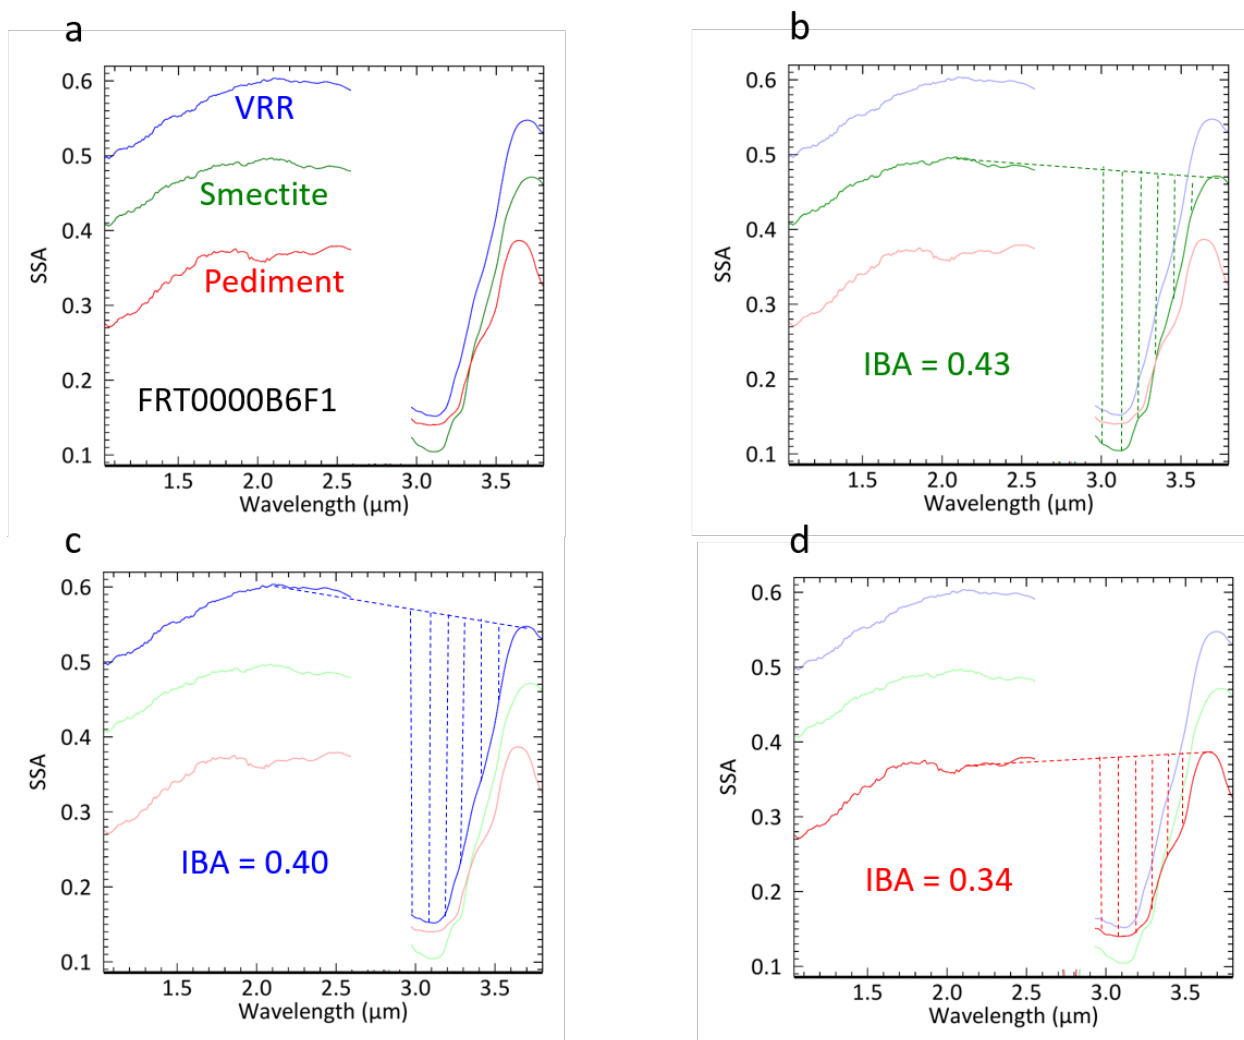 a
0.6
0.5
0.4
0.3
0.2
0.1
SSA
VRR
Smectite
Pediment
FRT0000B6F1
1.5 2.0 2.5 3.0 3.5
Wavelength (µm)
b
0.6
0.5
0.4
0.3
0.2
0.1
SSA
IBA = 0.43
1.5 2.0 2.5 3.0 3.5
Wavelength (µm)
c
0.6
0.5
0.4
0.3
0.2
0.1
SSA
IBA = 0.40
1.5 2.0 2.5 3.0 3.5
Wavelength (µm)
d
0.6
0.5
0.4
0.3
0.2
0.1
SSA
IBA = 0.34
1.5 2.0 2.5 3.0 3.5
Wavelength (µm)